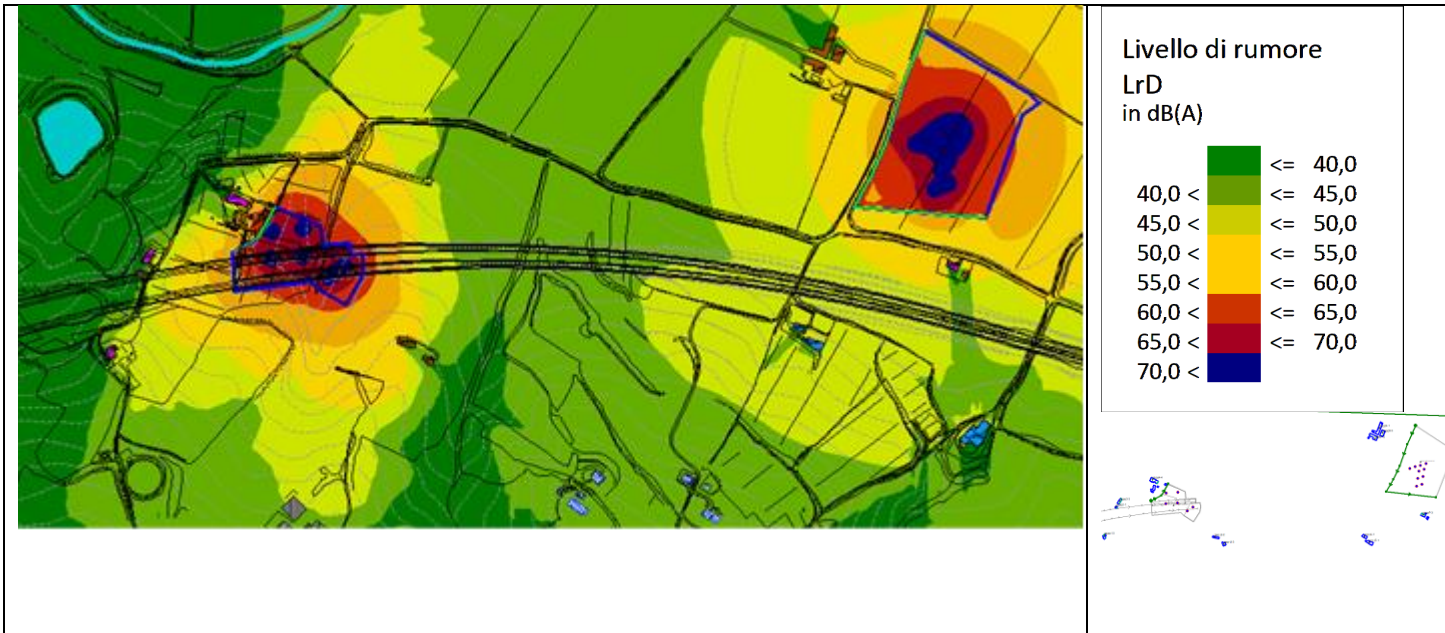 Livello di rumore
LrD
in dB(A)
<= 40,0
40,0 < <= 45,0
45,0 < <= 50,0
50,0 < <= 55,0
55,0 < <= 60,0
60,0 < <= 65,0
65,0 < <= 70,0
70,0 <